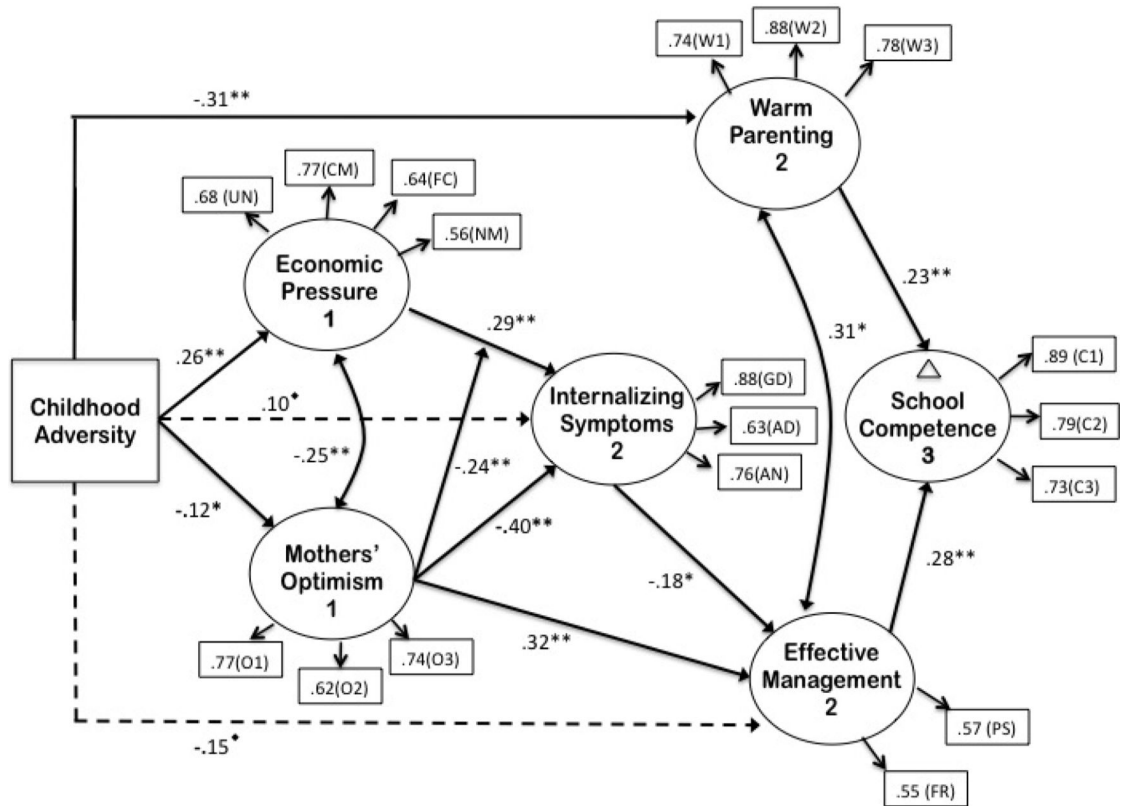 .74(W1)
.88(W2)
.78(W3)
-.31**
Warm
Parenting
2
.68 (UN)
.77(CM)
.64(FC)
.56(NM)
Economic
Pressure
1
.29**
.23**
.31*
.26**
Childhood
Adversity
.10♦
-.25**
-.24**
Internalizing
Symptoms
2
.88(GD)
.63(AD)
.76(AN)
△
School
Competence
3
.89 (C1)
.79(C2)
.73(C3)
-.12*
-.40**
Mothers’
Optimism
1
-.18*
.28**
.77(O1)
.62(O2)
.74(O3)
.32**
Effective
Management
2
-.15♦
.57 (PS)
.55 (FR)